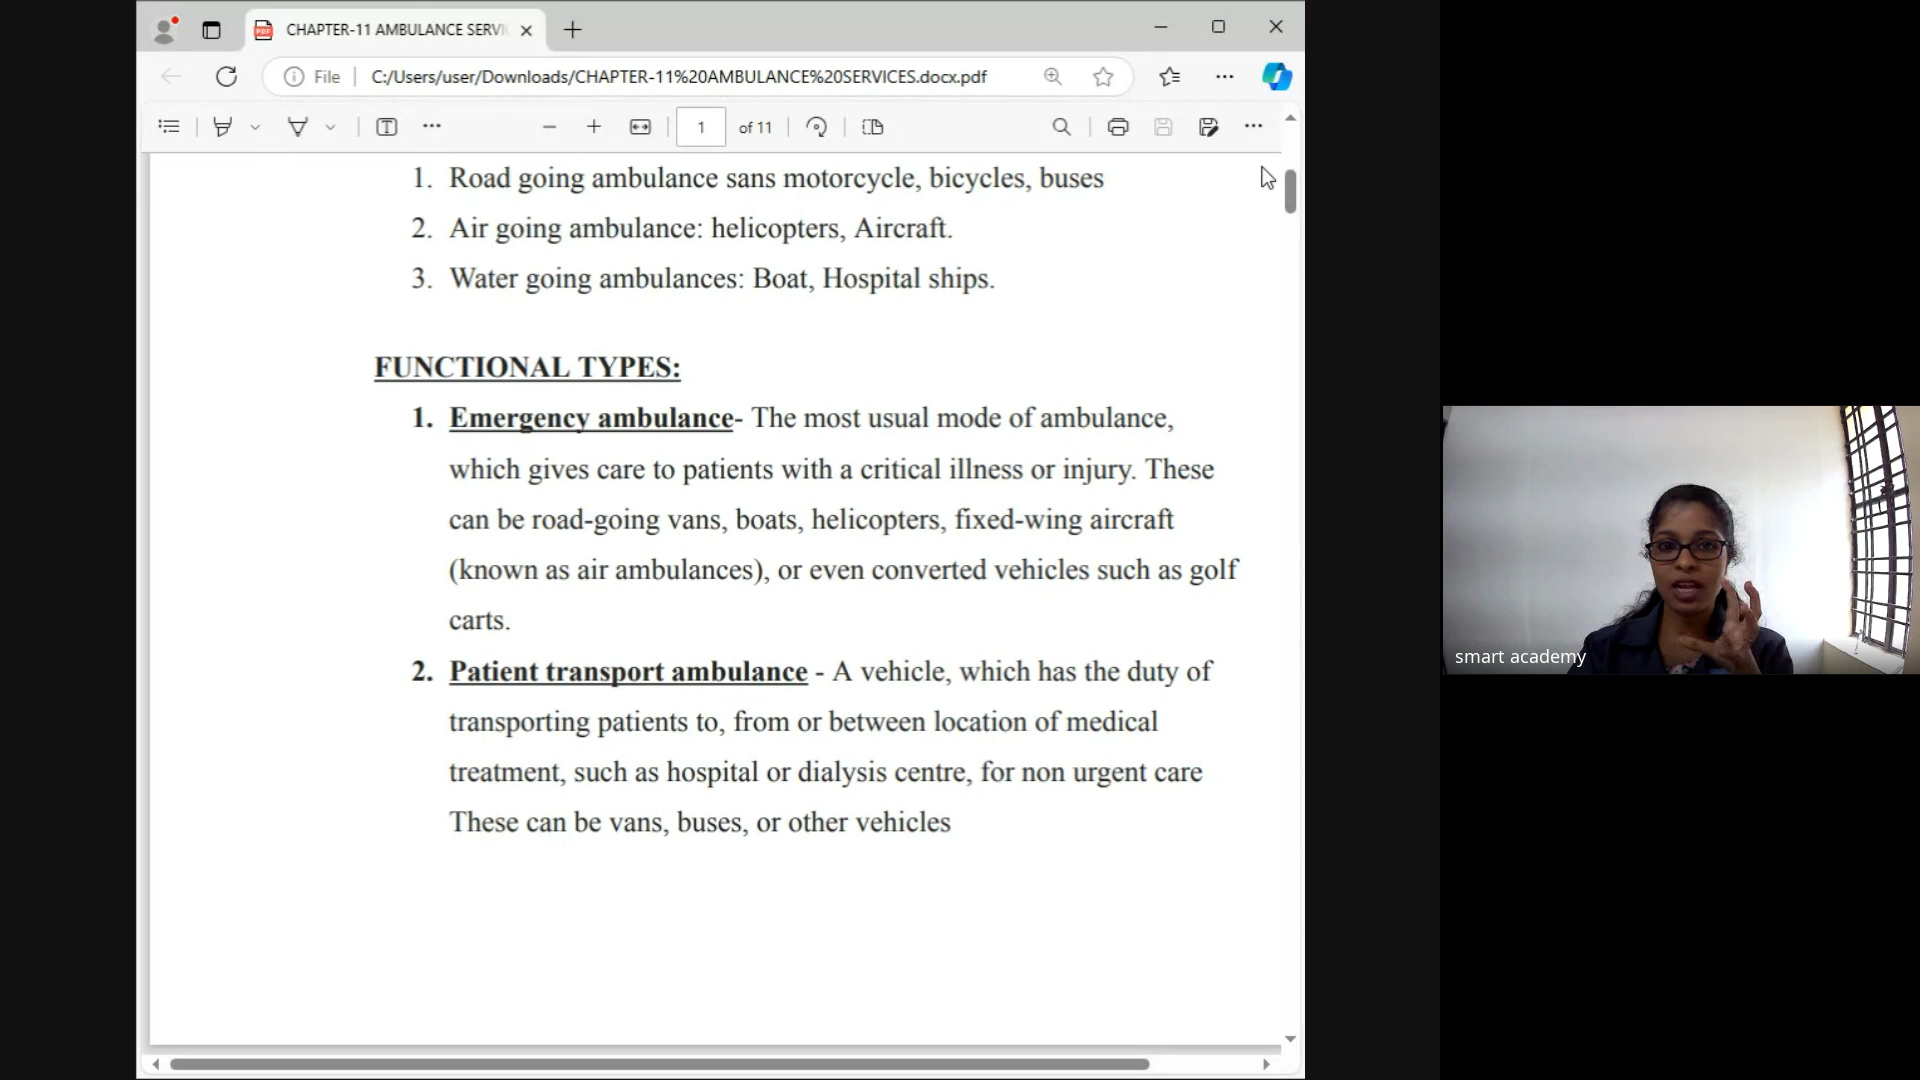 CHAPTER-11 AMBULANCE SERVI
File
C:/Users/user/Downloads/CHAPTER-11%20AMBULANCE%20SERVICES.docx.pdf
1 of 11
1. Road going ambulance sans motorcycle, bicycles, buses
2. Air going ambulance: helicopters, Aircraft.
3. Water going ambulances: Boat, Hospital ships.
FUNCTIONAL TYPES:
1. Emergency ambulance- The most usual mode of ambulance,
which gives care to patients with a critical illness or injury. These
can be road-going vans, boats, helicopters, fixed-wing aircraft
(known as air ambulances), or even converted vehicles such as golf
carts.
2. Patient transport ambulance - A vehicle, which has the duty of
transporting patients to, from or between location of medical
treatment, such as hospital or dialysis centre, for non urgent care
These can be vans, buses, or other vehicles
smart academy